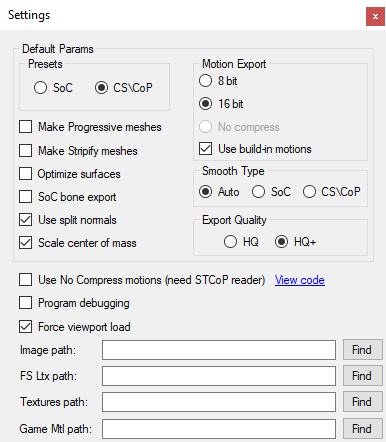 Settings
x
Default Params
Presets
SoC
CS\CoP
Motion Export
8 bit
16 bit
No compress
Use build-in motions
Make Progressive meshes
Make Stripify meshes
Optimize surfaces
SoC bone export
Use split normals
Scale center of mass
Smooth Type
Auto
SoC
CS\CoP
Export Quality
HQ
HQ+
Use No Compress motions (need STCoP reader) View code
Program debugging
Force viewport load
Image path: Find
FS Ltx path: Find
Textures path: Find
Game Mtl path: Find